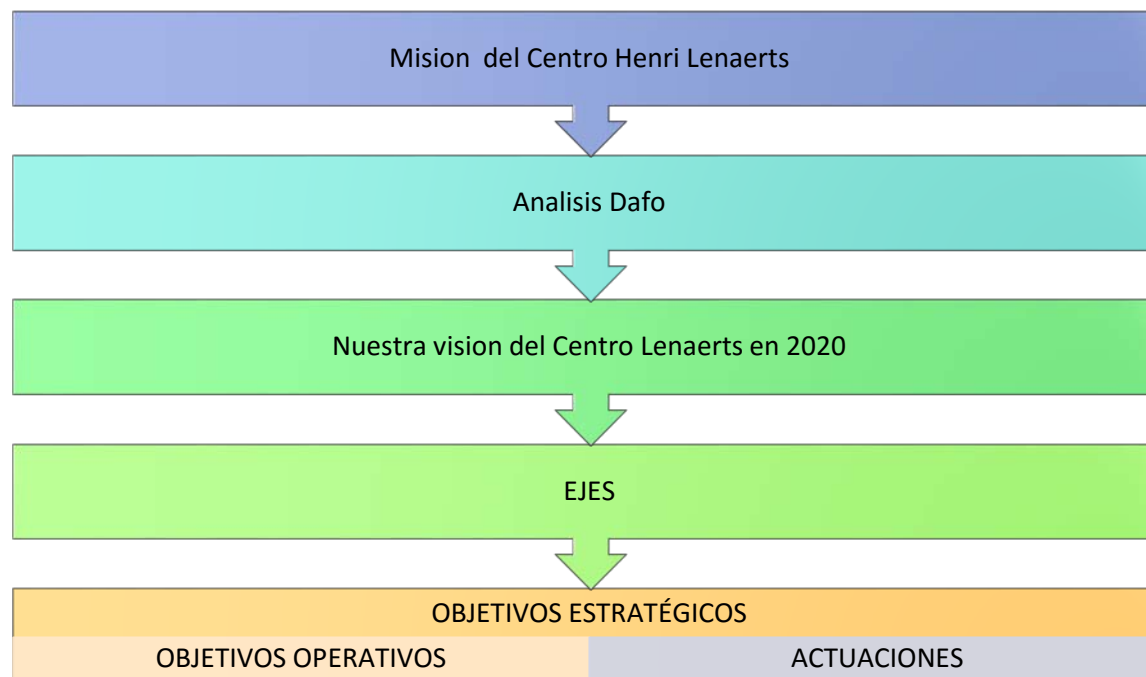 Mision del Centro Henri Lenaerts
Analisis Dafo
Nuestra vision del Centro Lenaerts en 2020
EJES
OBJETIVOS ESTRATÉGICOS
OBJETIVOS OPERATIVOS
ACTUACIONES